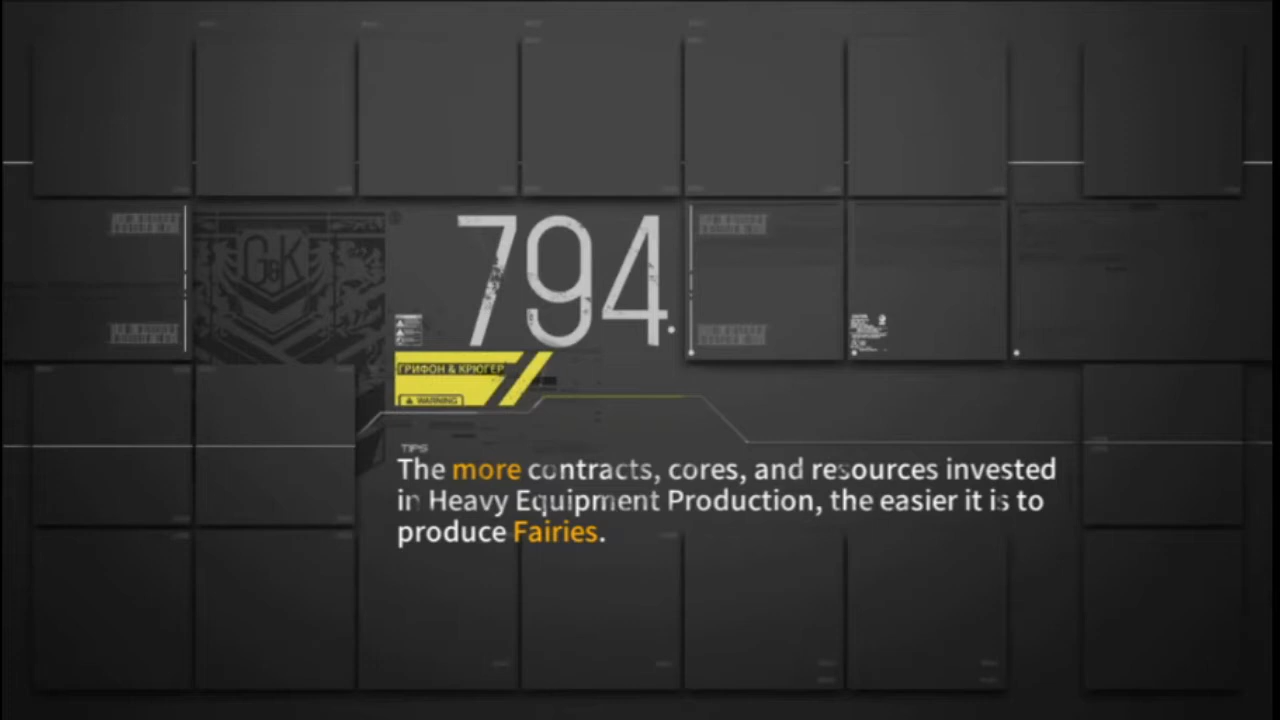 G&K
794.
ГРИФОН & КРЮГЕР
WARNING
TIPS
The more contracts, cores, and resources invested
in Heavy Equipment Production, the easier it is to
produce Fairies.